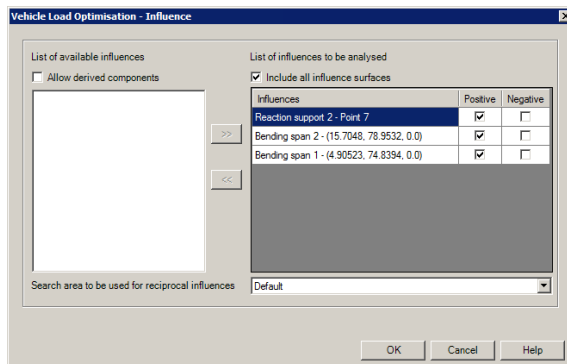 Vehicle Load Optimisation - Influence
List of available influences
Allow derived components
>>
<<
List of influences to be analysed
Include all influence surfaces
Influences Positive Negative
Reaction support 2 - Point 7
Bending span 2 - (15.7048, 78.9532, 0.0)
Bending span 1 - (4.90523, 74.8394, 0.0)
Search area to be used for reciprocal influences Default
OK Cancel Help